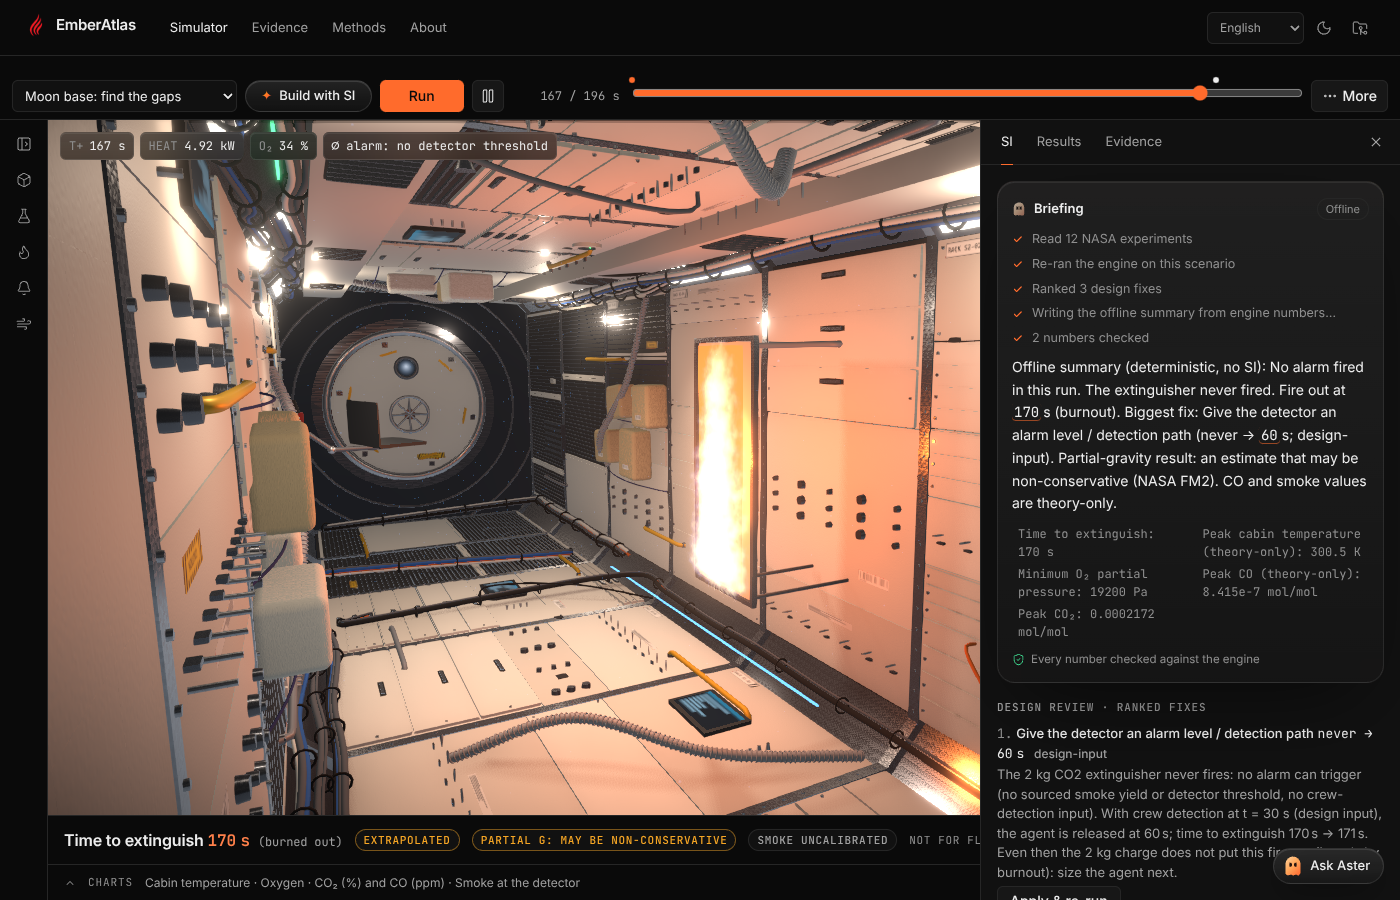 EmberAtlas
Simulator
Evidence
Methods
About
English
Moon base: find the gaps
Build with SI
Run
167 / 196 s
More
T+ 167 s
HEAT 4.92 kW
O₂ 34 %
Ø alarm: no detector threshold
SI
Results
Evidence
Briefing
Offline
Read 12 NASA experiments
Re-ran the engine on this scenario
Ranked 3 design fixes
Writing the offline summary from engine numbers...
2 numbers checked
Offline summary (deterministic, no SI): No alarm fired
in this run. The extinguisher never fired. Fire out at
170 s (burnout). Biggest fix: Give the detector an
alarm level / detection path (never → 60 s; design-
input). Partial-gravity result: an estimate that may be
non-conservative (NASA FM2). CO and smoke values
are theory-only.
Time to extinguish:
170 s
Peak cabin temperature
(theory-only): 300.5 K
Minimum O₂ partial
pressure: 19200 Pa
Peak CO (theory-only):
8.415e-7 mol/mol
Peak CO₂: 0.0002172
mol/mol
Every number checked against the engine
DESIGN REVIEW · RANKED FIXES
1. Give the detector an alarm level / detection path never →
60 s design-input
The 2 kg CO2 extinguisher never fires: no alarm can trigger
(no sourced smoke yield or detector threshold, no crew-
detection input). With crew detection at t = 30 s (design input),
the agent is released at 60 s; time to extinguish 170 s → 171 s.
Even then the 2 kg charge does not put this
burnout): size the agent next.
Apply & re-run
Ask Aster
Time to extinguish 170 s (burned out)
EXTRAPOLATED
PARTIAL G: MAY BE NON-CONSERVATIVE
SMOKE UNCALIBRATED
NOT FOR FL
CHARTS
Cabin temperature · Oxygen · CO₂ (%) and CO (ppm) · Smoke at the detector